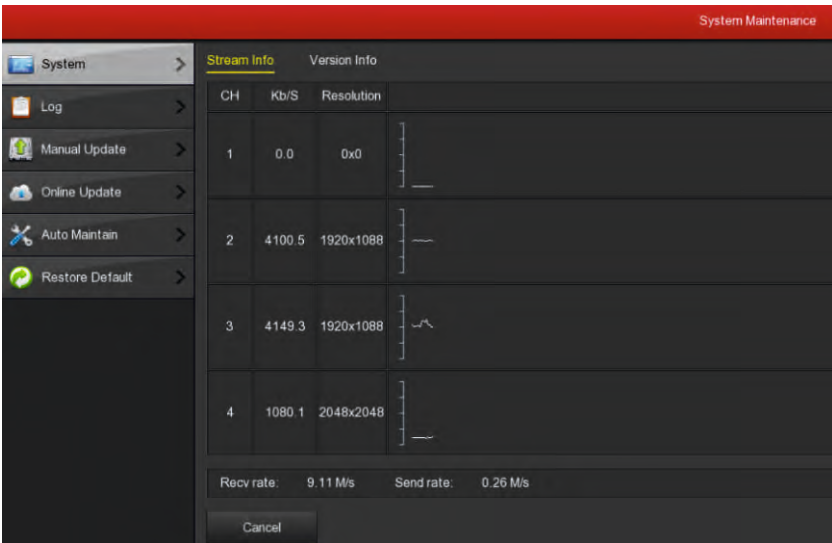 System Maintenance
System
Log
Manual Update
Online Update
Auto Maintain
Restore Default
Stream Info Version Info
CH Kb/S Resolution
1 0.0 0x0
2 4100.5 1920x1088
3 4149.3 1920x1088
4 1080.1 2048x2048
Recv rate: 9.11 M/s Send rate: 0.26 M/s
Cancel